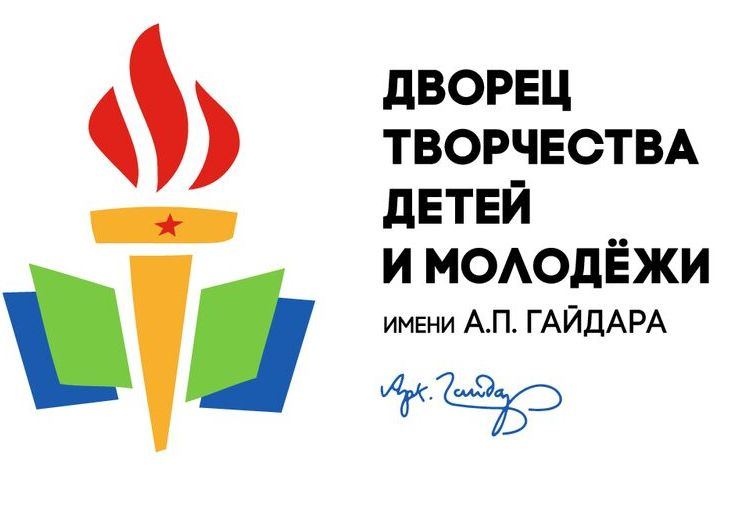 ДВОРЕЦ
ТВОРЧЕСТВА
ДЕТЕЙ
И МОЛОДЁЖИ
ИМЕНИ А.П. ГАЙДАРА
Арк. Гайдар